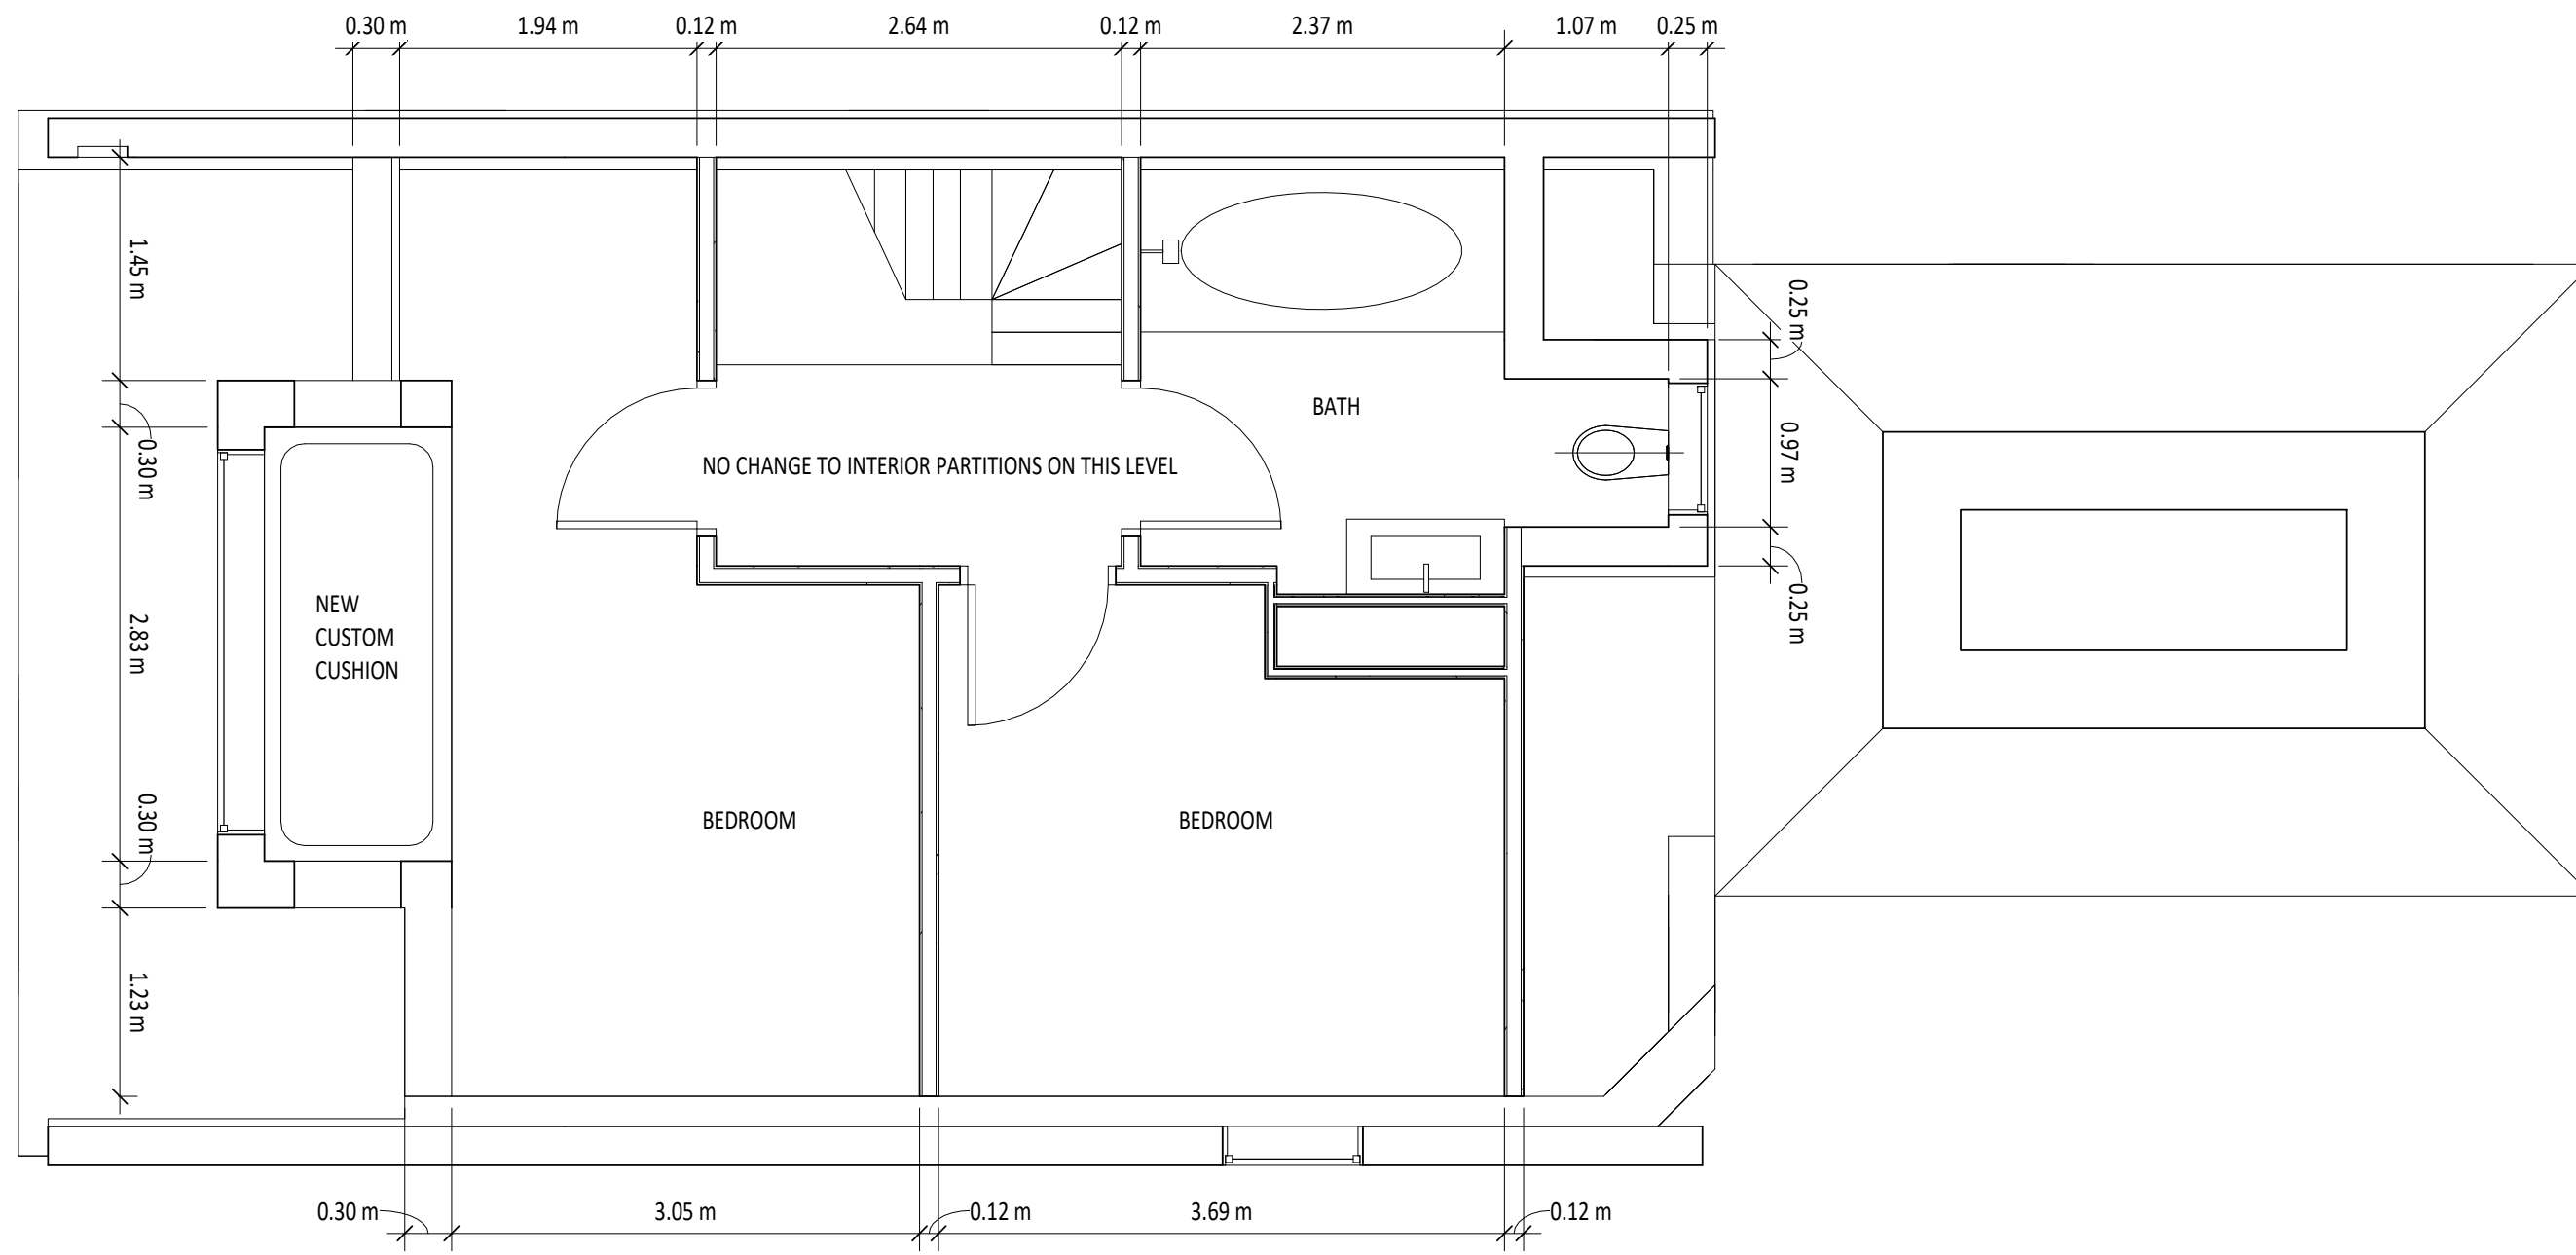 0.30 m 1.94 m 0.12 m 2.64 m 0.12 m 2.37 m 1.07 m 0.25 m
1.45 m
0.25 m
BATH
0.30 m
0.97 m
NO CHANGE TO INTERIOR PARTITIONS ON THIS LEVEL
NEW
CUSTOM
CUSHION
2.83 m
0.25 m
0.30 m
BEDROOM BEDROOM
1.23 m
0.30 m 3.05 m 0.12 m 3.69 m 0.12 m